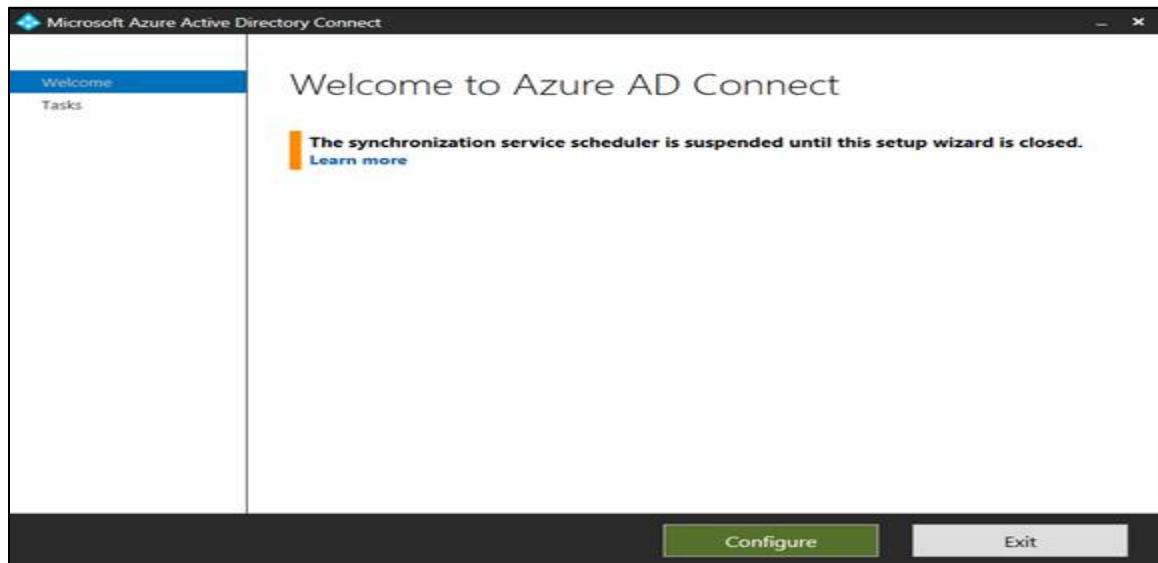 Microsoft Azure Active Directory Connect
Welcome
Tasks
Welcome to Azure AD Connect
The synchronization service scheduler is suspended until this setup wizard is closed.
Learn more
Configure
Exit